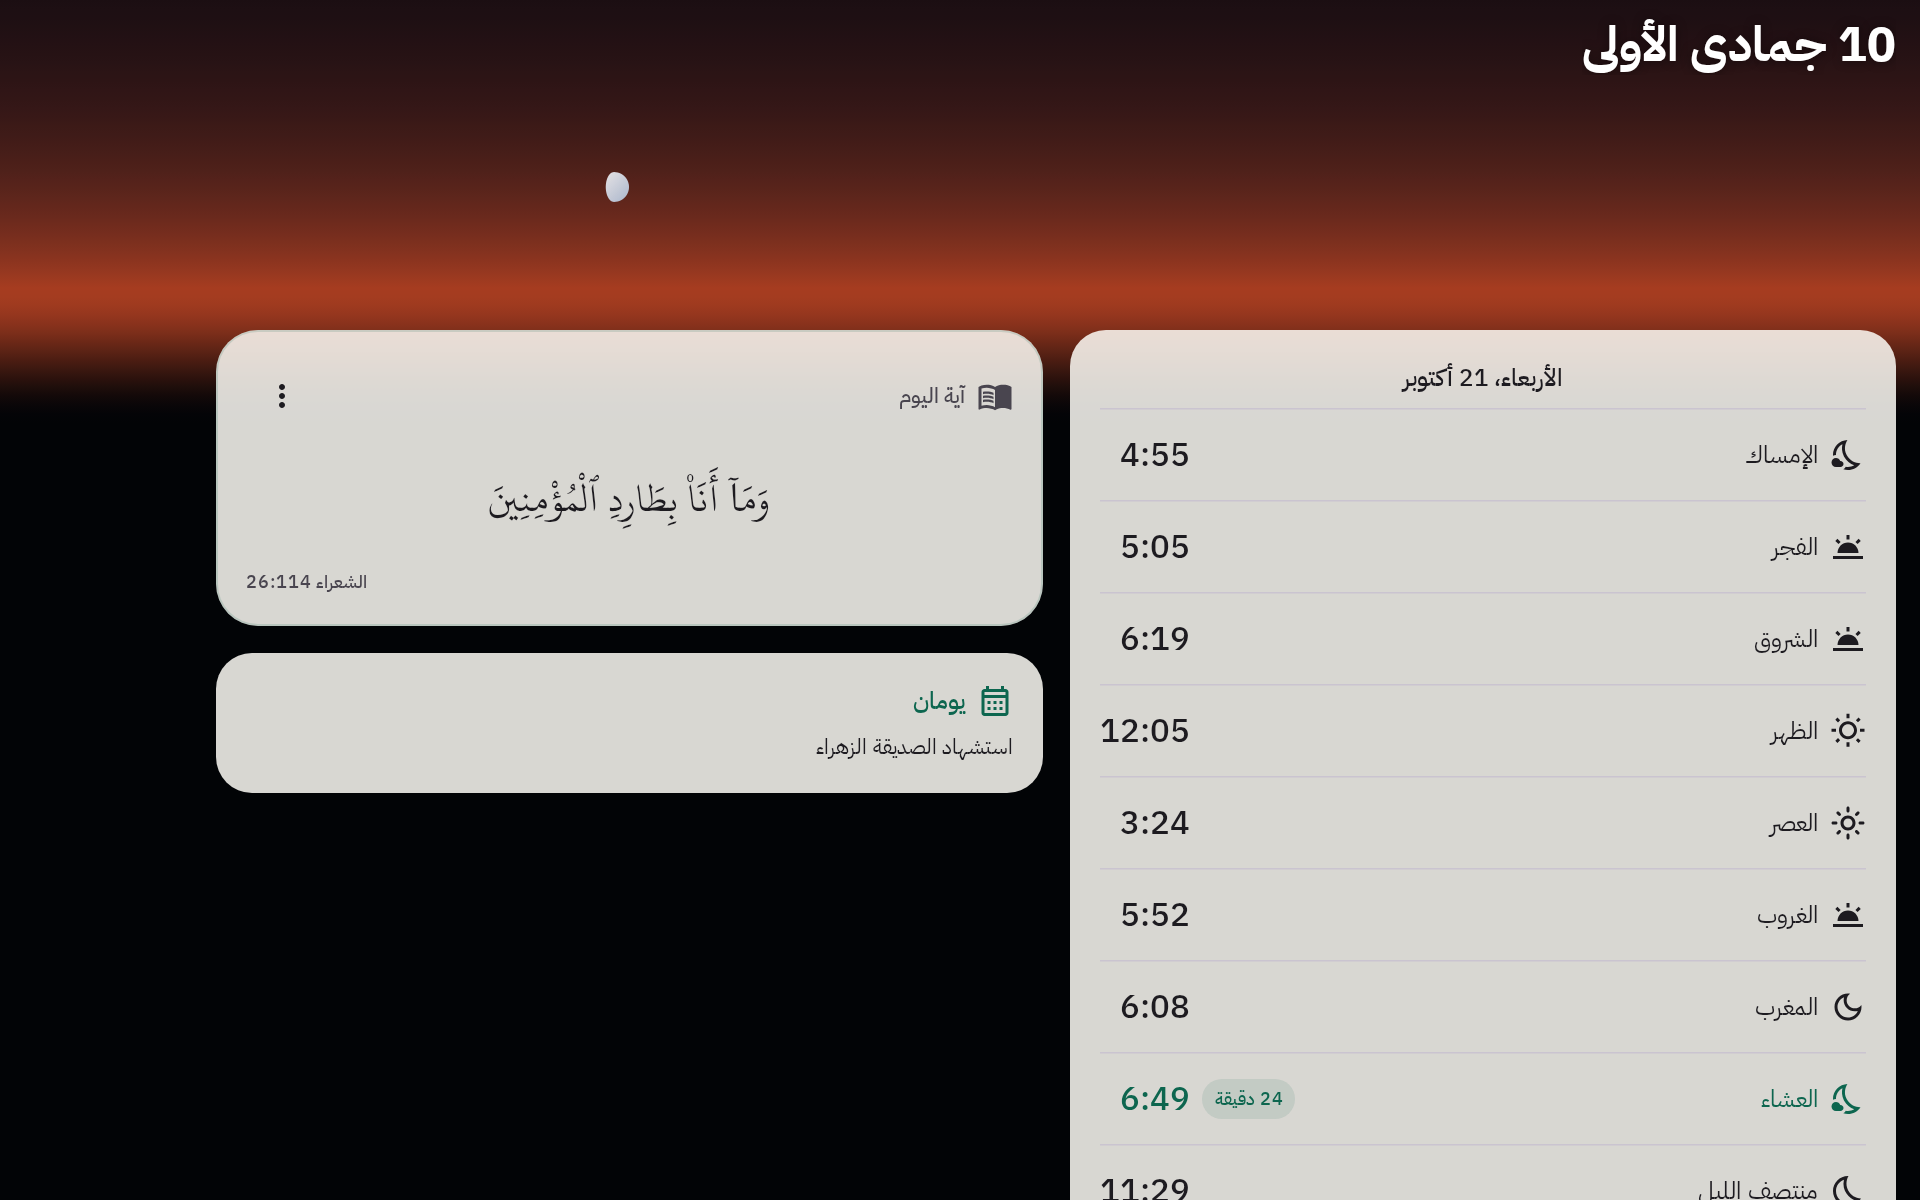 10 جمادى الأولى
الأربعاء، 21 أكتوبر
الإمساك 4:55
الفجر 5:05
الشروق 6:19
الظهر 12:05
العصر 3:24
الغروب 5:52
المغرب 6:08
العشاء 24 دقيقة 6:49
منتصف الليل 11:29
آية اليوم
وَمَآ أَنَا۠ بِطَارِدِ ٱلْمُؤْمِنِينَ
الشعراء 26:114
يومان
استشهاد الصديقة الزهراء